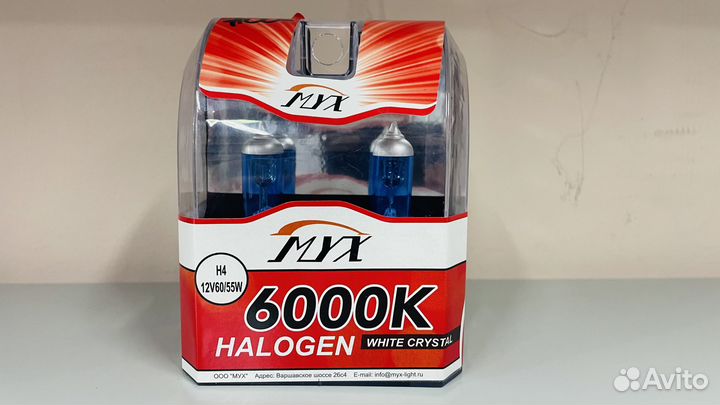 MYX
MYX
H4
12V60/55W
6000K
HALOGEN WHITE CRYSTAL
ООО "МУХ" Адрес: Варшавское шоссе 26с4 E-mail: info@myx-light.ru
Avito